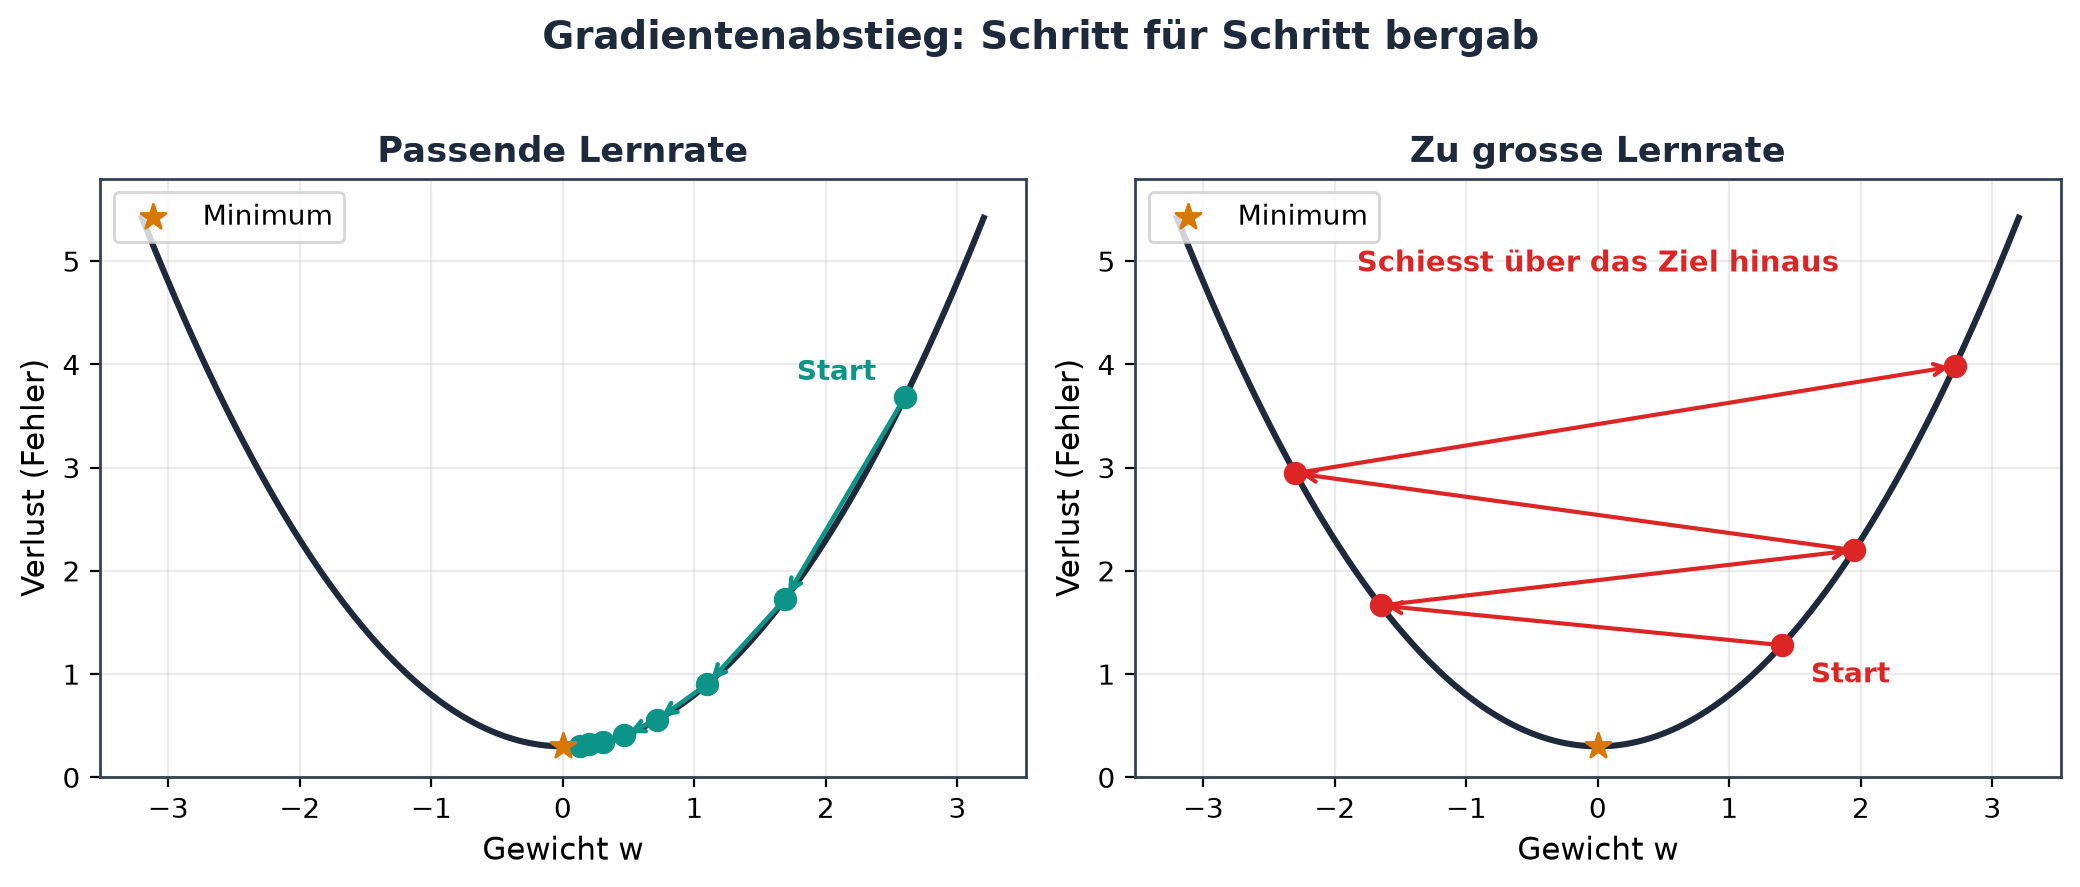 Gradientenabstieg: Schritt für Schritt bergab
Passende Lernrate
Minimum
Start
5
4
3
2
1
0
−3 −2 −1 0 1 2 3
Verlust (Fehler)
Gewicht w
Zu grosse Lernrate
Minimum
Schiesst über das Ziel hinaus
Start
5
4
3
2
1
0
−3 −2 −1 0 1 2 3
Verlust (Fehler)
Gewicht w